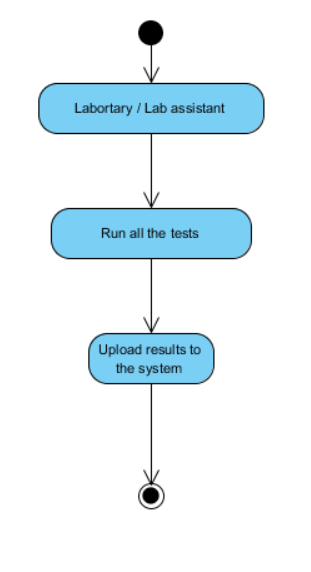 Labortary / Lab assistant
Run all the tests
Upload results to
the system